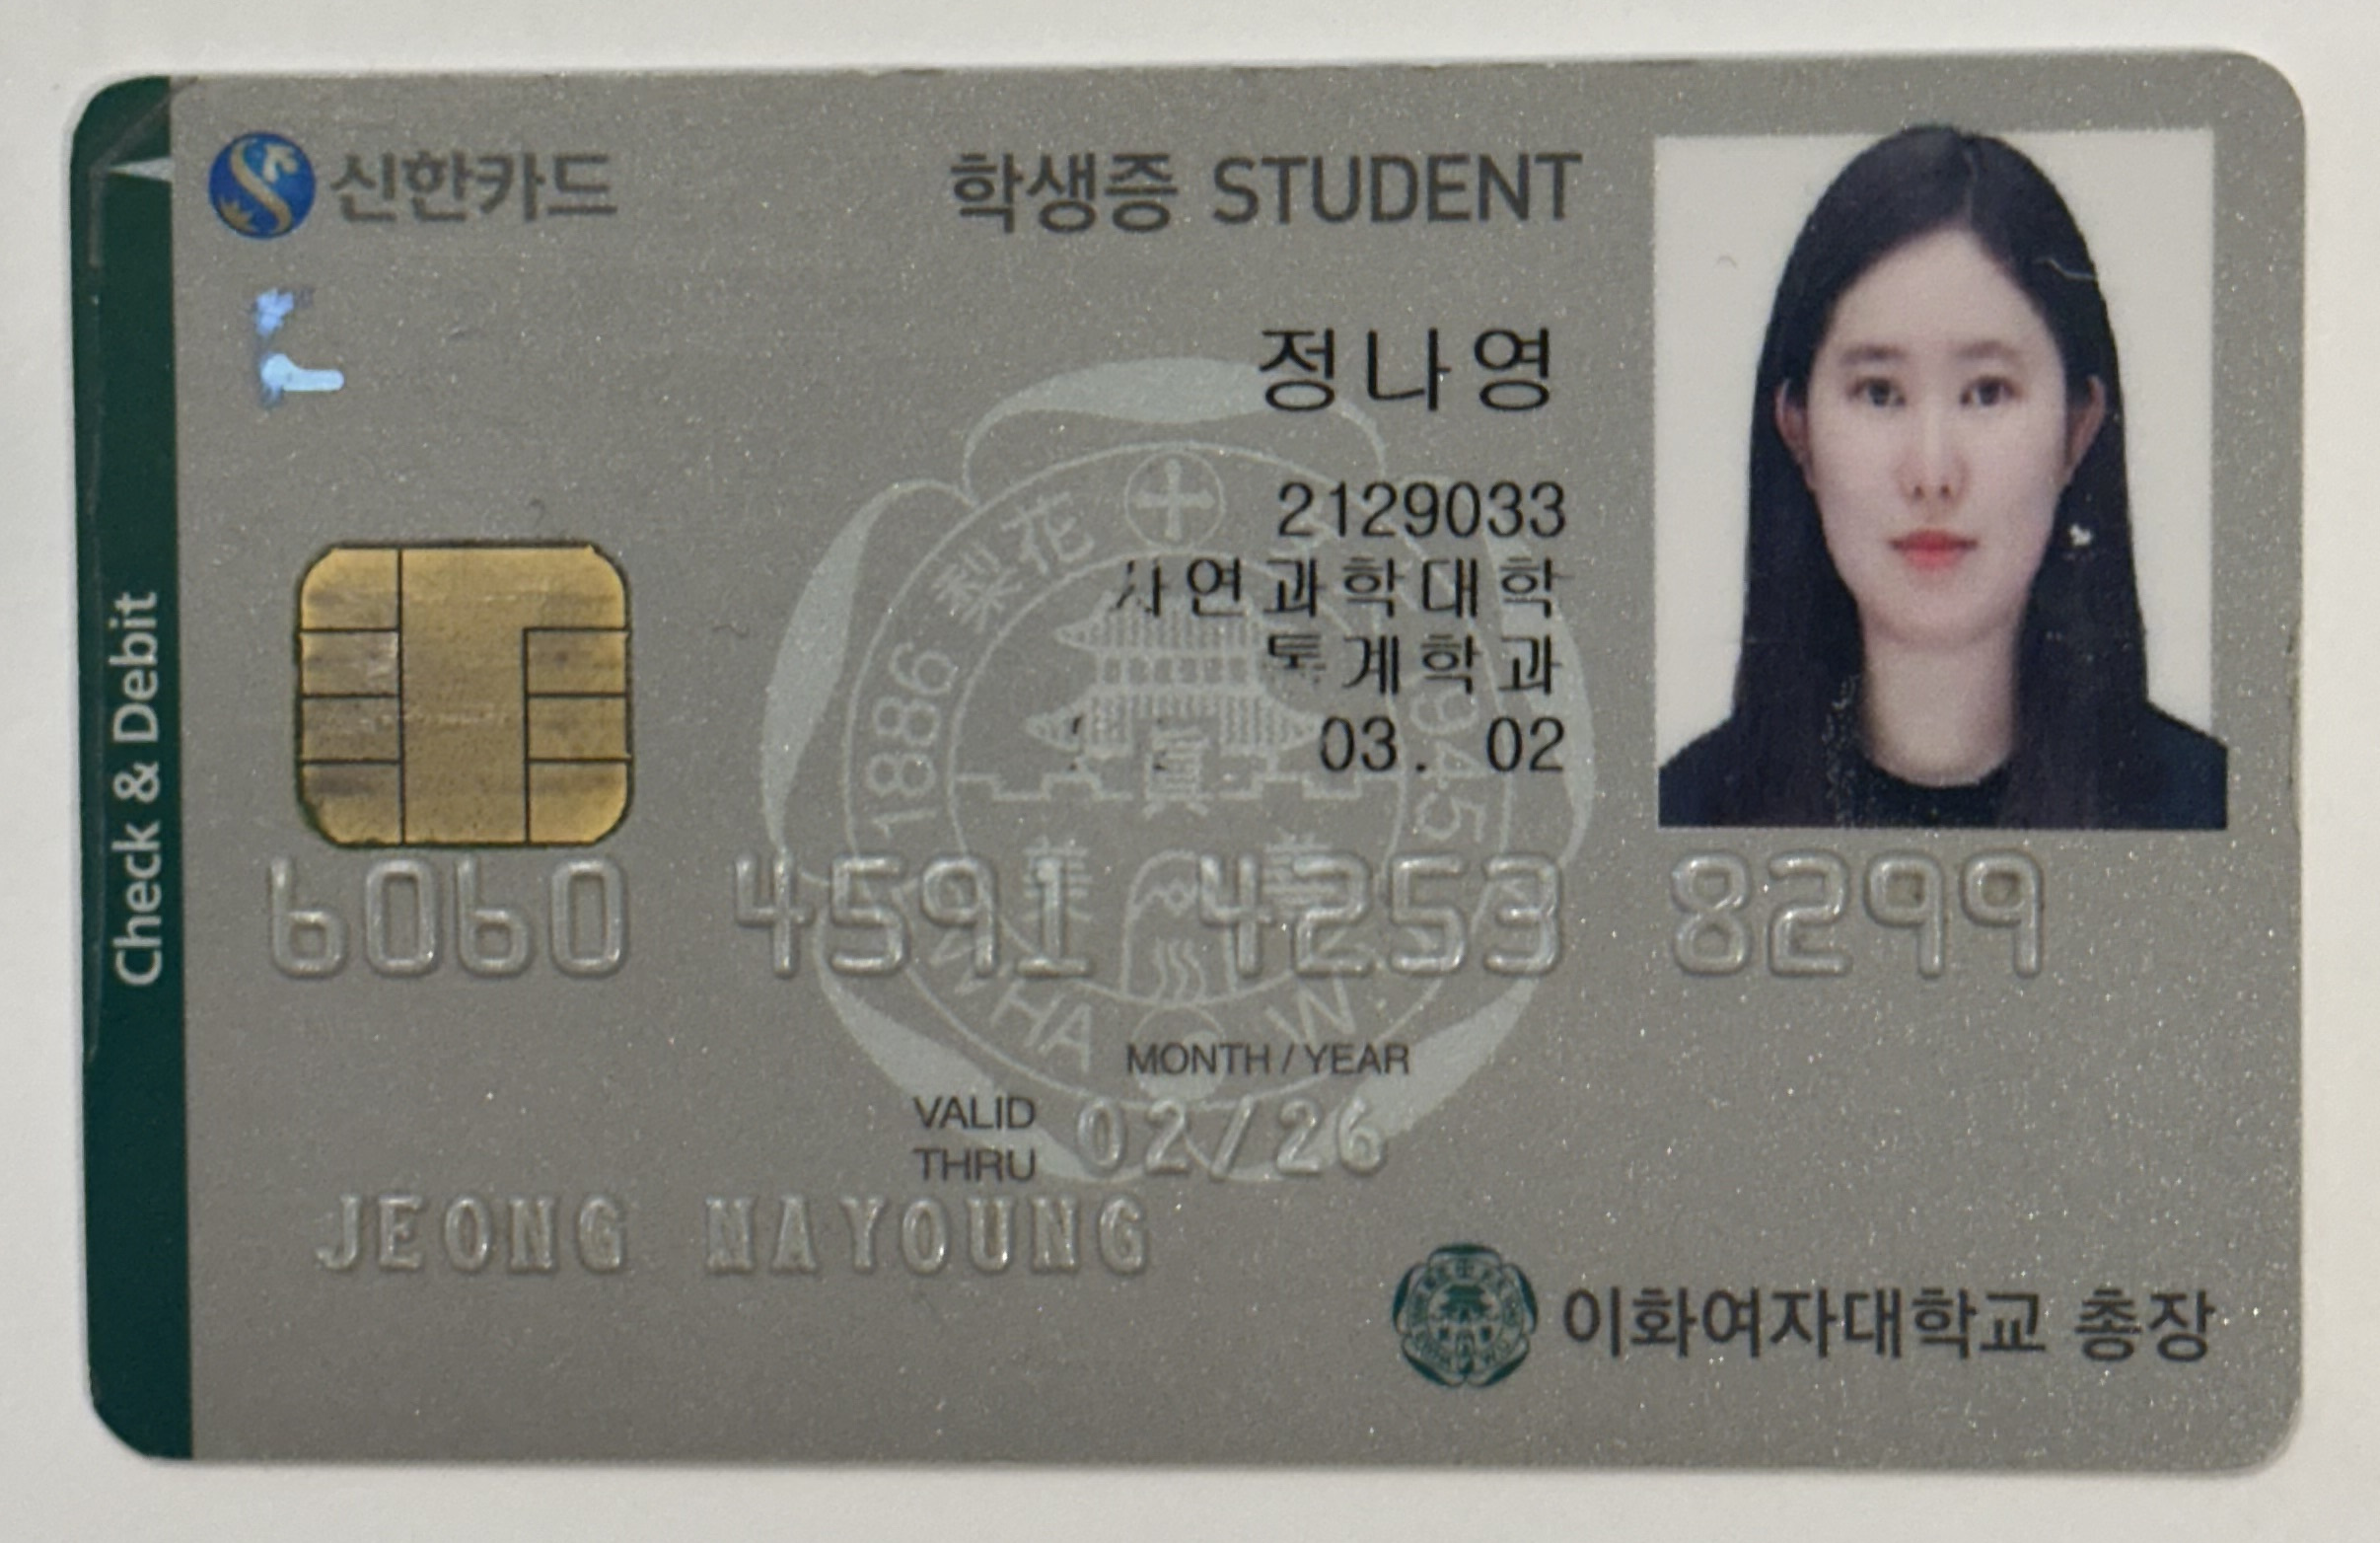 신한카드
학생증 STUDENT
정나영
2129033
자연과학대학
통계학과
03. 02
Check & Debit
1886 梨花 1945
6060 4591 4253 8299
MONTH / YEAR
VALID THRU 02/26
JEONG NAYOUNG
이화여자대학교 총장